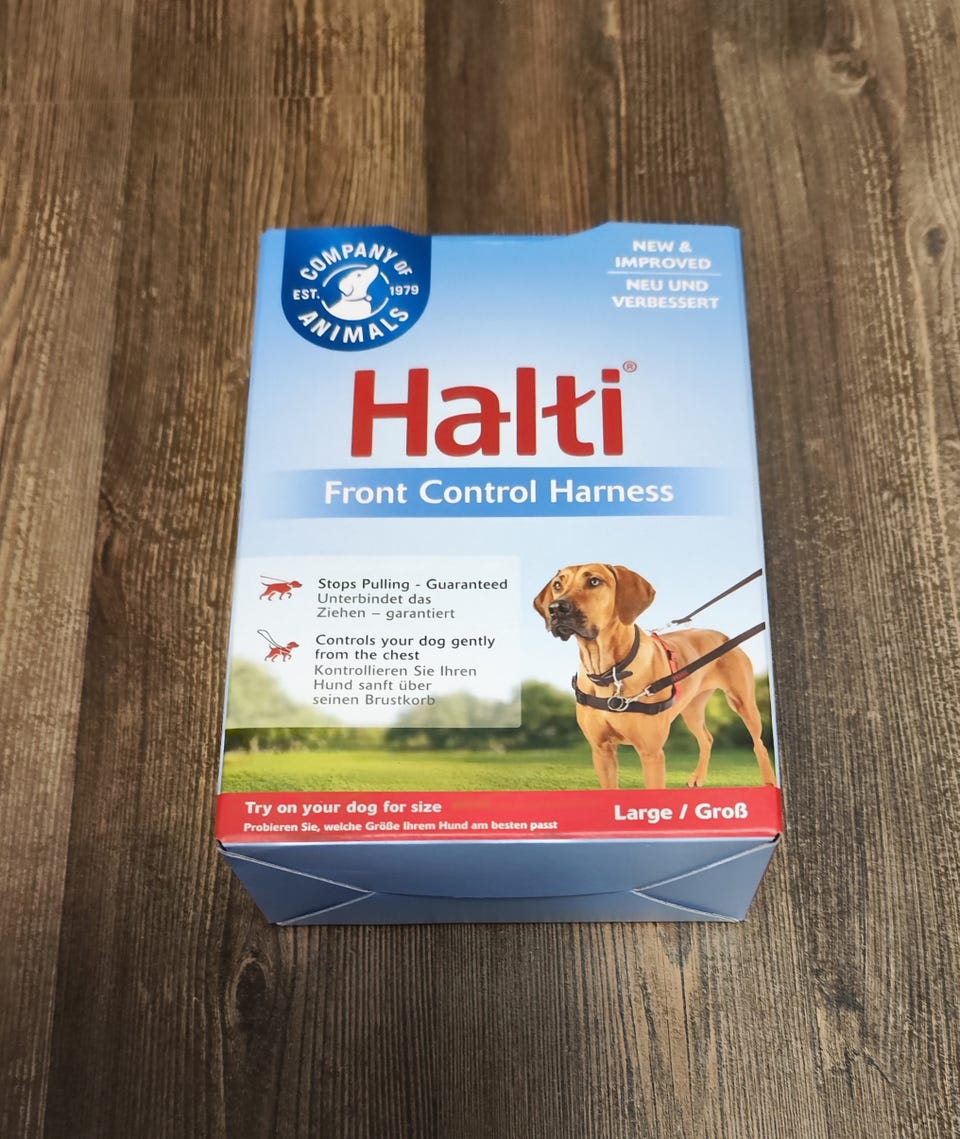 COMPANY OF
EST. 1979
ANIMALS
NEW &
IMPROVED
NEU UND
VERBESSERT
Halti®
Front Control Harness
Stops Pulling - Guaranteed
Unterbindet das
Ziehen – garantiert
Controls your dog gently
from the chest
Kontrollieren Sie Ihren
Hund sanft über
seinen Brustkorb
Try on your dog for size
Probieren Sie, welche Größe Ihrem Hund am besten passt
Large / Groß